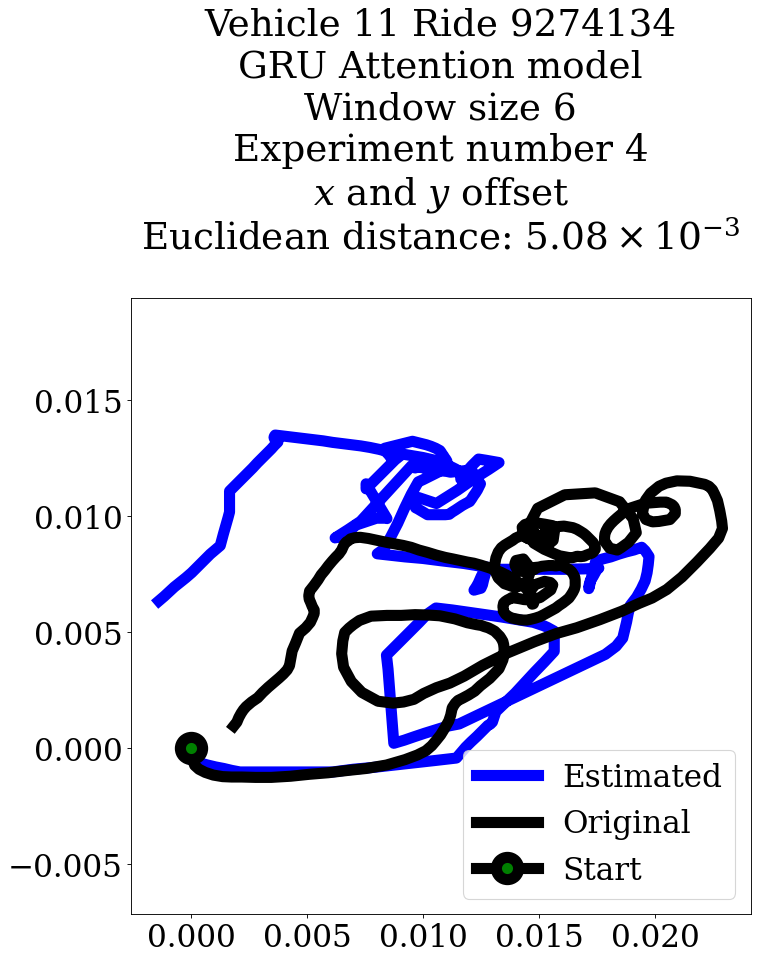 Vehicle 11 Ride 9274134
GRU Attention model
Window size 6
Experiment number 4
x and y offset
Euclidean distance: 5.08 × 10⁻³
0.015
0.010
0.005
0.000
−0.005
0.000 0.005 0.010 0.015 0.020
Estimated
Original
Start